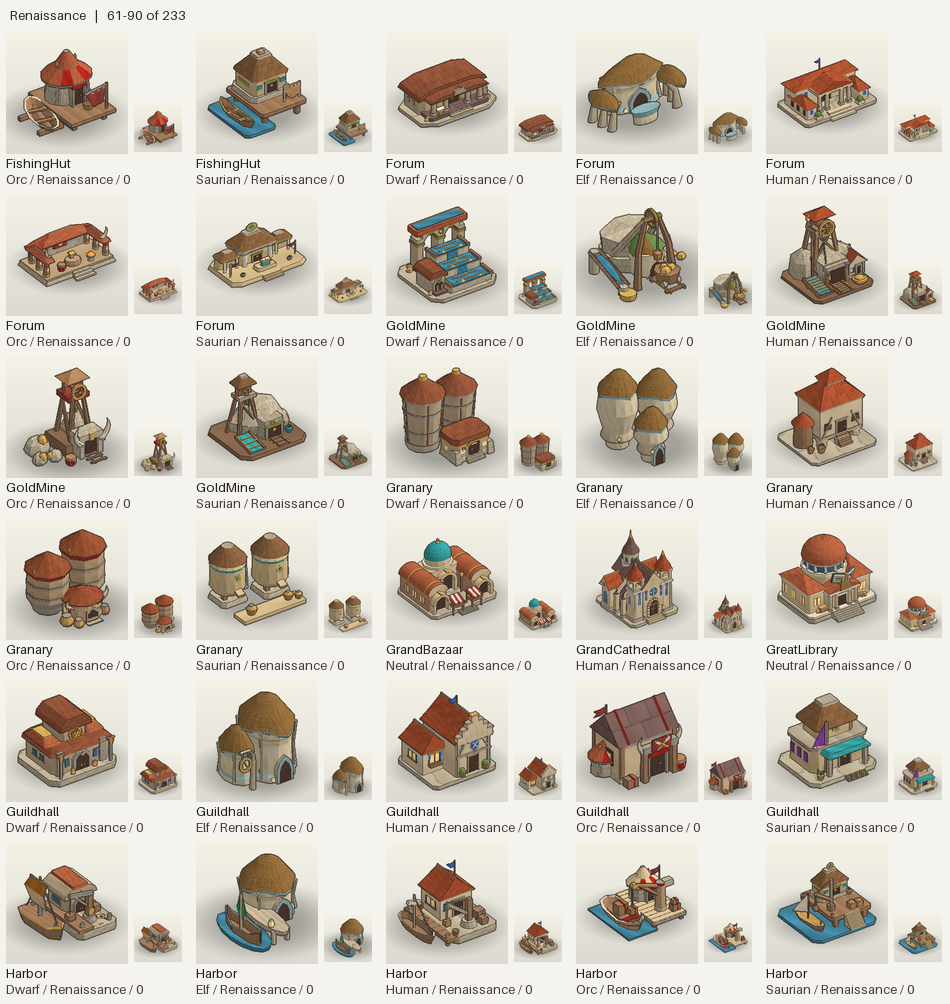 Renaissance | 61-90 of 233
FishingHut
Orc / Renaissance / 0
FishingHut
Saurian / Renaissance / 0
Forum
Dwarf / Renaissance / 0
Forum
Elf / Renaissance / 0
Forum
Human / Renaissance / 0
Forum
Orc / Renaissance / 0
Forum
Saurian / Renaissance / 0
GoldMine
Dwarf / Renaissance / 0
GoldMine
Elf / Renaissance / 0
GoldMine
Human / Renaissance / 0
GoldMine
Orc / Renaissance / 0
GoldMine
Saurian / Renaissance / 0
Granary
Dwarf / Renaissance / 0
Granary
Elf / Renaissance / 0
Granary
Human / Renaissance / 0
Granary
Orc / Renaissance / 0
Granary
Saurian / Renaissance / 0
GrandBazaar
Neutral / Renaissance / 0
GrandCathedral
Human / Renaissance / 0
GreatLibrary
Neutral / Renaissance / 0
Guildhall
Dwarf / Renaissance / 0
Guildhall
Elf / Renaissance / 0
Guildhall
Human / Renaissance / 0
Guildhall
Orc / Renaissance / 0
Guildhall
Saurian / Renaissance / 0
Harbor
Dwarf / Renaissance / 0
Harbor
Elf / Renaissance / 0
Harbor
Human / Renaissance / 0
Harbor
Orc / Renaissance / 0
Harbor
Saurian / Renaissance / 0